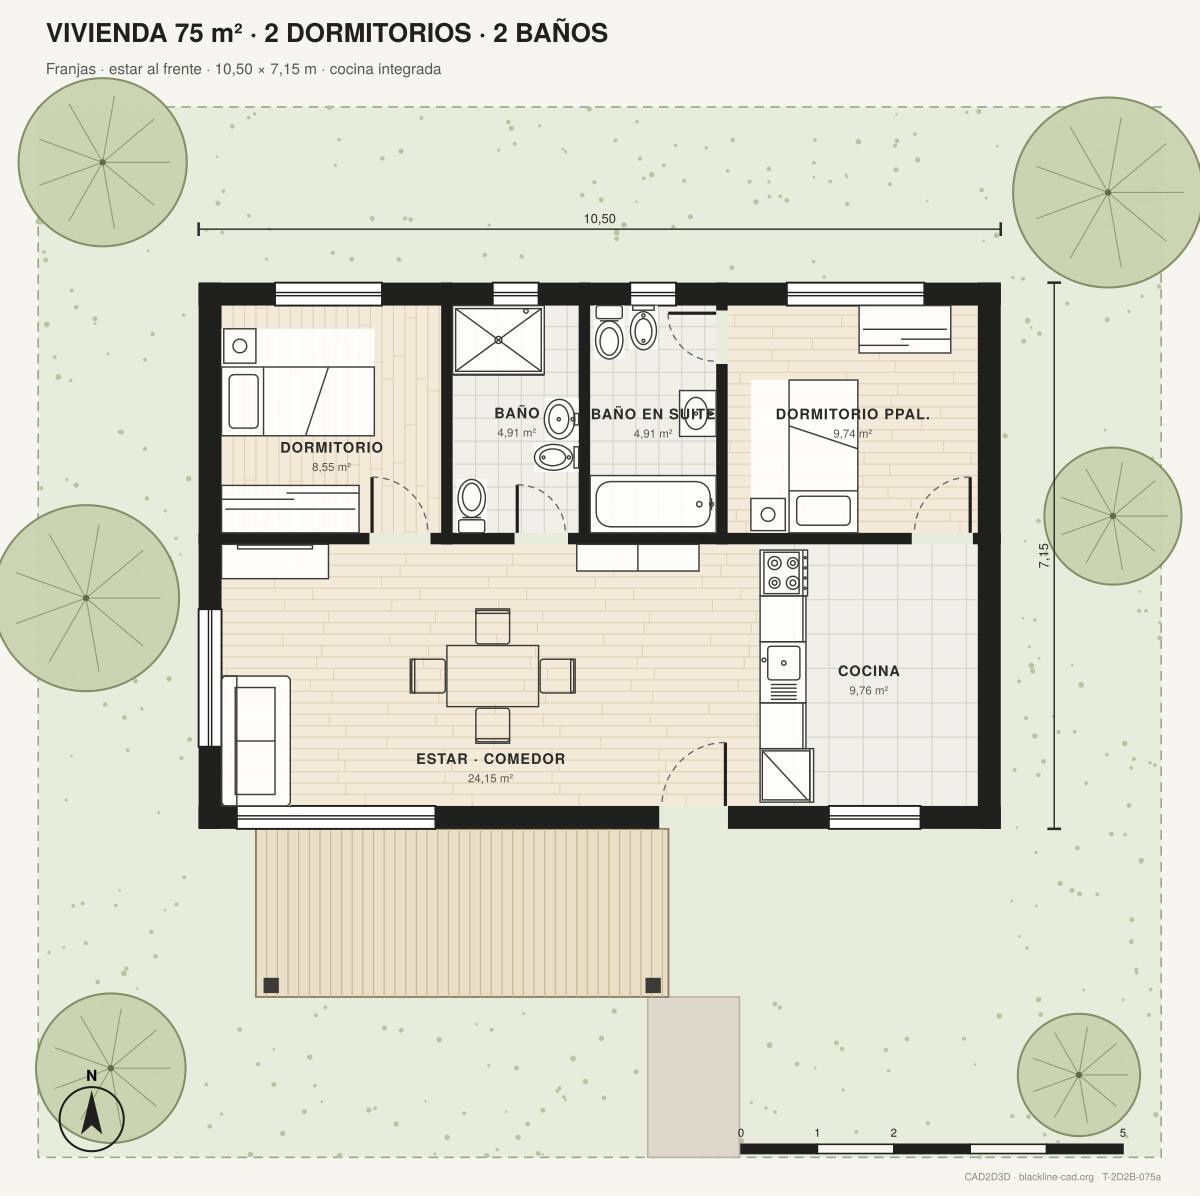 VIVIENDA 75 m² · 2 DORMITORIOS · 2 BAÑOS
Franjas · estar al frente · 10,50 × 7,15 m · cocina integrada
10,50
7,15
BAÑO
4,91 m²
BAÑO EN SUITE
4,91 m²
DORMITORIO PPAL.
9,74 m²
DORMITORIO
8,55 m²
COCINA
9,76 m²
ESTAR · COMEDOR
24,15 m²
N
0 1 2 5
CAD2D3D · blackline-cad.org · T-2D2B-075a